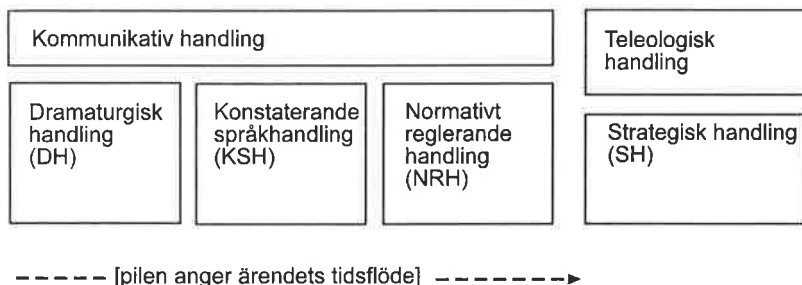 Kommunikativ handling
Teleologisk
handling
Dramaturgisk
handling
(DH)
Konstaterande
språkhandling
(KSH)
Normativt
reglerande
handling
(NRH)
Strategisk handling
(SH)
– – – – – [pilen anger ärendets tidsflöde] – – – – – – –